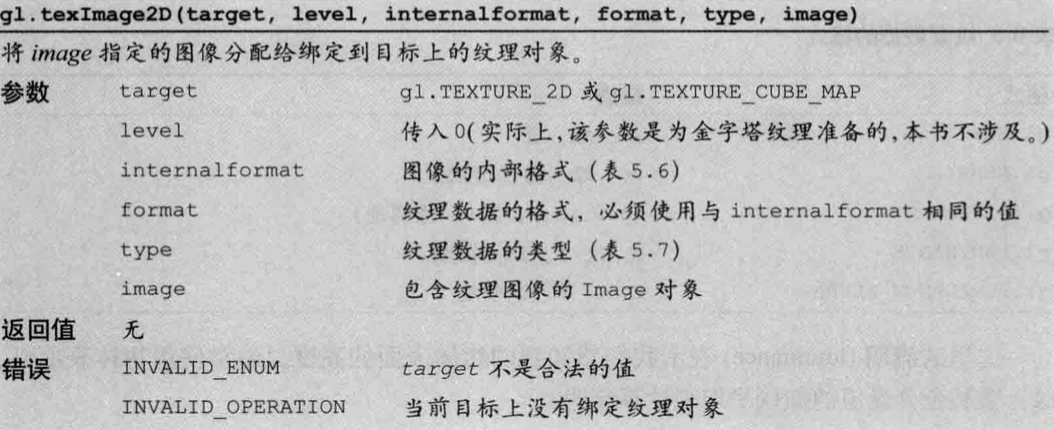 gl.texImage2D(target, level, internalformat, format, type, image)
将 image 指定的图像分配给绑定到目标上的纹理对象。
参数 target gl.TEXTURE_2D 或 gl.TEXTURE_CUBE_MAP
level 传入0(实际上,该参数是为金字塔纹理准备的,本书不涉及。)
internalformat 图像的内部格式（表 5.6）
format 纹理数据的格式，必须使用与 internalformat 相同的值
type 纹理数据的类型（表 5.7）
image 包含纹理图像的 Image 对象
返回值 无
错误 INVALID_ENUM target 不是合法的值
INVALID_OPERATION 当前目标上没有绑定纹理对象